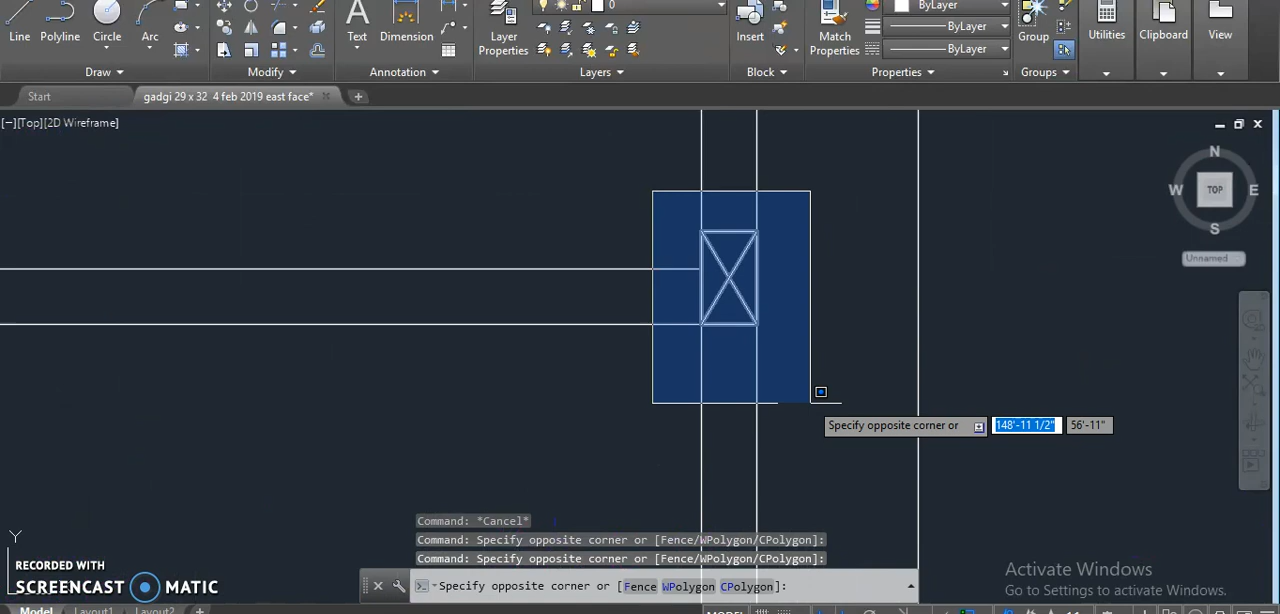 Line Polyline Circle Arc
Text Dimension
Layer Properties
0
Insert
Match Properties
ByLayer
ByLayer
ByLayer
Group
Utilities
Clipboard
View
Draw
Modify
Annotation
Layers
Block
Properties
Groups
Start
gadgi 29 x 32 4 feb 2019 east face*
[−][Top][2D Wireframe]
N
W TOP E
S
Unnamed
Specify opposite corner or 148'-11 1/2" 56'-11"
Command: *Cancel*
Command: Specify opposite corner or [Fence/WPolygon/CPolygon]:
Command: Specify opposite corner or [Fence/WPolygon/CPolygon]:
Specify opposite corner or [Fence WPolygon CPolygon]:
Y
RECORDED WITH
SCREENCAST MATIC
Activate Windows
Go to Settings to activate Windows.
Model Layout1 Layout2 +
MODEL